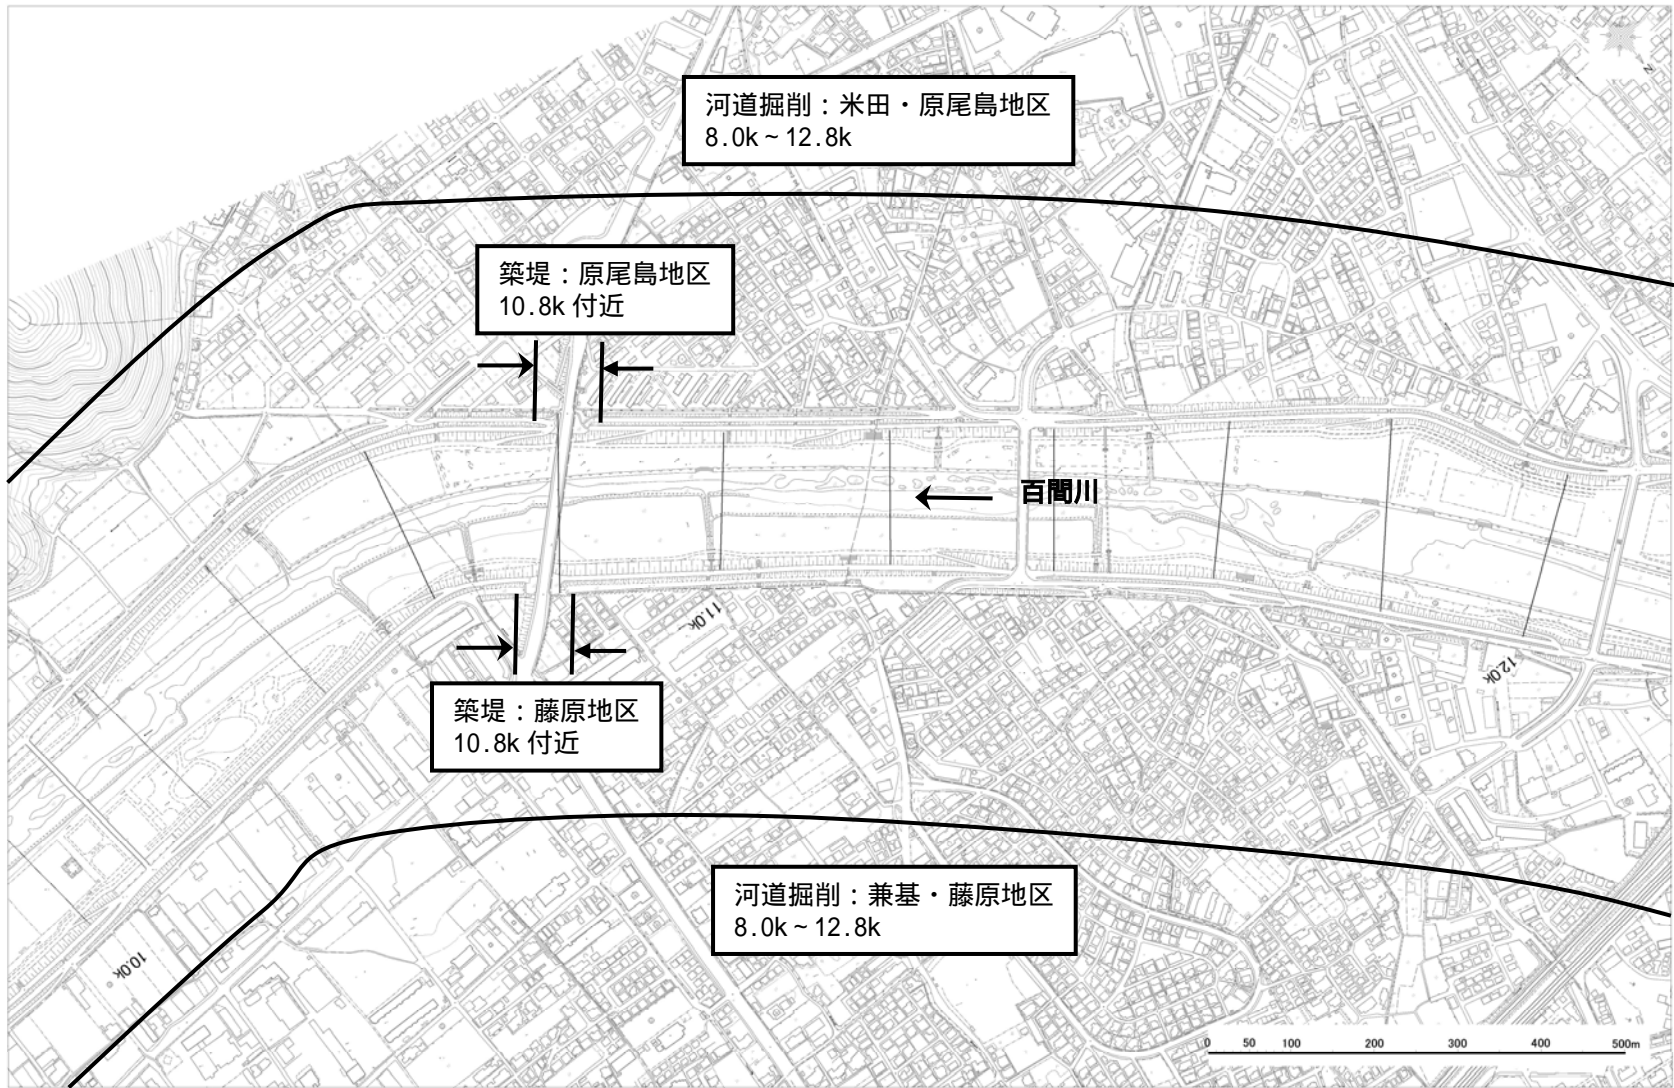 河道掘削：米田・原尾島地区
8.0k～12.8k
築堤：原尾島地区
10.8k 付近
百間川
11.0k
12.0k
築堤：藤原地区
10.8k 付近
河道掘削：兼基・藤原地区
8.0k～12.8k
10.0k
0 50 100 200 300 400 500m
N